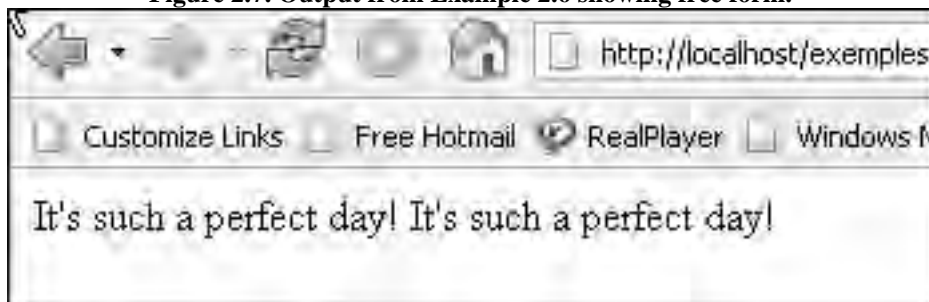 Figure 2.7. Output from Example 2.6 showing free form.
http://localhost/exemples
Customize Links Free Hotmail RealPlayer Windows
It's such a perfect day! It's such a perfect day!